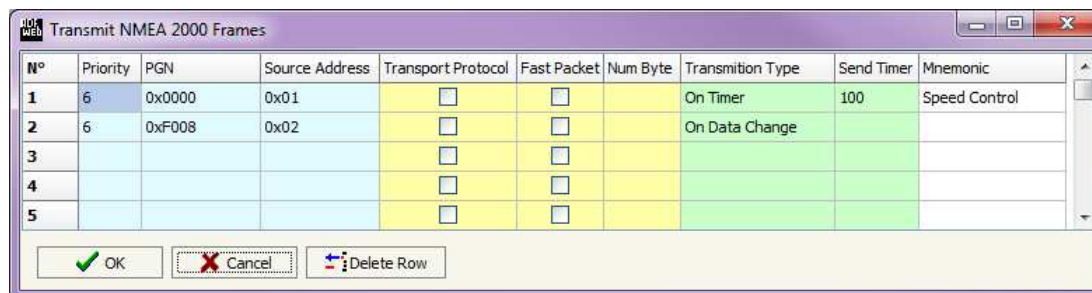 ADF WEB Transmit NMEA 2000 Frames
N° Priority PGN Source Address Transport Protocol Fast Packet Num Byte Transmition Type Send Timer Mnemonic
1 6 0x0000 0x01 On Timer 100 Speed Control
2 6 0xF008 0x02 On Data Change
3
4
5
OK Cancel Delete Row